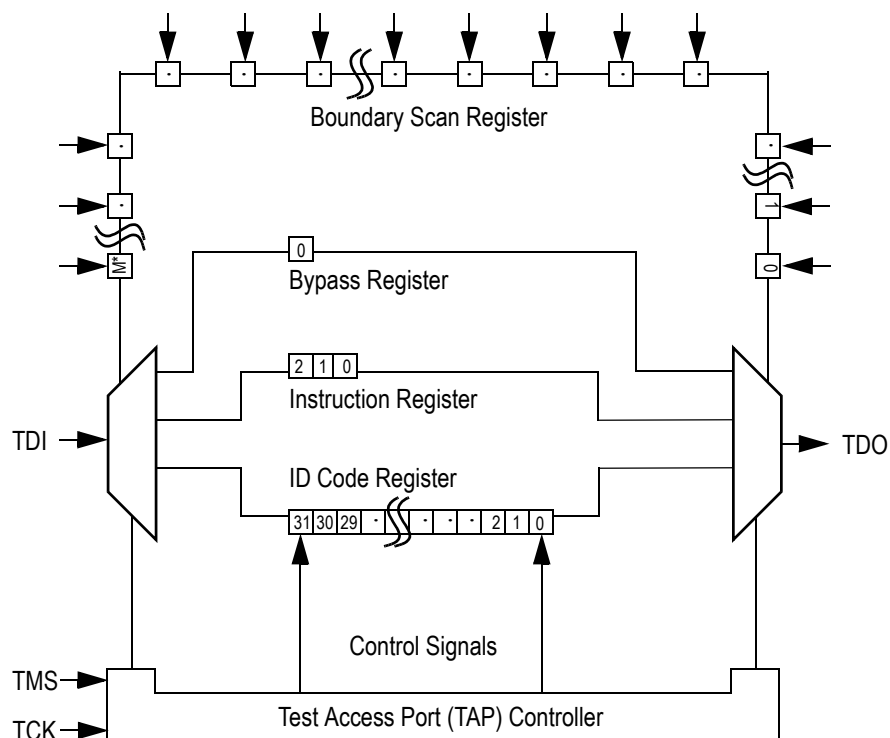 · · · · · · · ·
Boundary Scan Register
· ·
· 1
M* 0
0
Bypass Register
2 1 0
Instruction Register
TDI TDO
ID Code Register
31 30 29 · · · · 2 1 0
Control Signals
TMS
Test Access Port (TAP) Controller
TCK